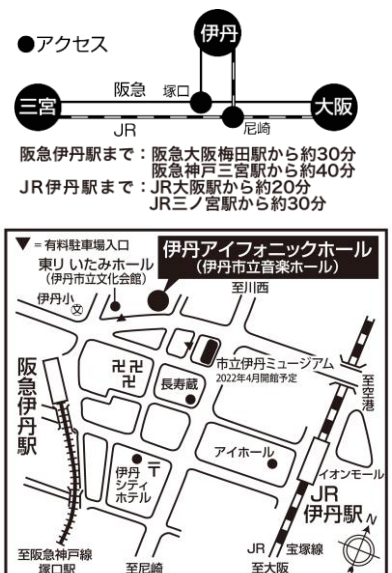 ●アクセス
伊丹
阪急 塚口
三宮
大阪
JR
尼崎
阪急伊丹駅まで：阪急大阪梅田駅から約30分
阪急神戸三宮駅から約40分
JR伊丹駅まで：JR大阪駅から約20分
JR三ノ宮駅から約30分
▼=有料駐車場入口
伊丹アイフォニックホール
（伊丹市立音楽ホール）
東リ いたみホール
（伊丹市立文化会館）
至川西
伊丹小
文
卍卍
卍
市立伊丹ミュージアム
2022年4月開館予定
長寿蔵
至空港
阪急伊丹駅
アイホール
伊丹
シティ
ホテル
〒
イオンモール
JR
伊丹駅
N
至阪急神戸線
塚口駅
至尼崎
JR 宝塚線
至大阪